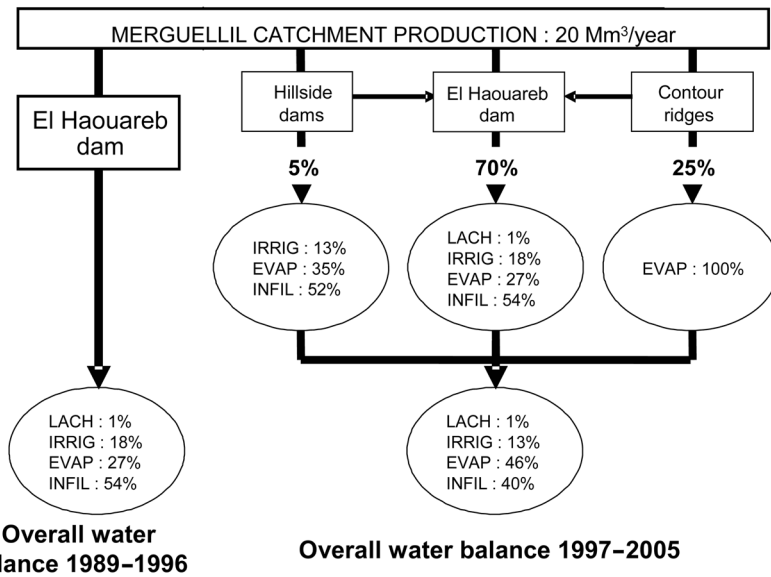 MERGUELLIL CATCHMENT PRODUCTION : 20 Mm³/year
El Haouareb
dam
Hillside
dams
El Haouareb
dam
Contour
ridges
5%
70%
25%
IRRIG : 13%
EVAP : 35%
INFIL : 52%
LACH : 1%
IRRIG : 18%
EVAP : 27%
INFIL : 54%
EVAP : 100%
LACH : 1%
IRRIG : 18%
EVAP : 27%
INFIL : 54%
LACH : 1%
IRRIG : 13%
EVAP : 46%
INFIL : 40%
Overall water
lance 1989–1996
Overall water balance 1997–2005